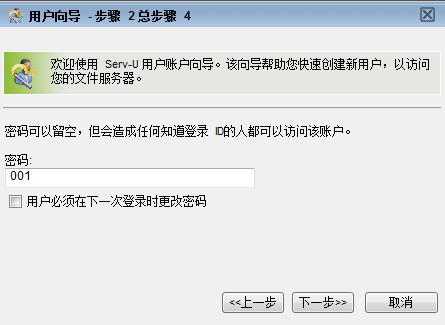 用户向导 - 步骤 2 总步骤 4
欢迎使用 Serv-U 用户账户向导。该向导帮助您快速创建新用户，以访问
您的文件服务器。
密码可以留空，但会造成任何知道登录 ID的人都可以访问该账户。
密码:
001
用户必须在下一次登录时更改密码
<<上一步 下一步>> 取消